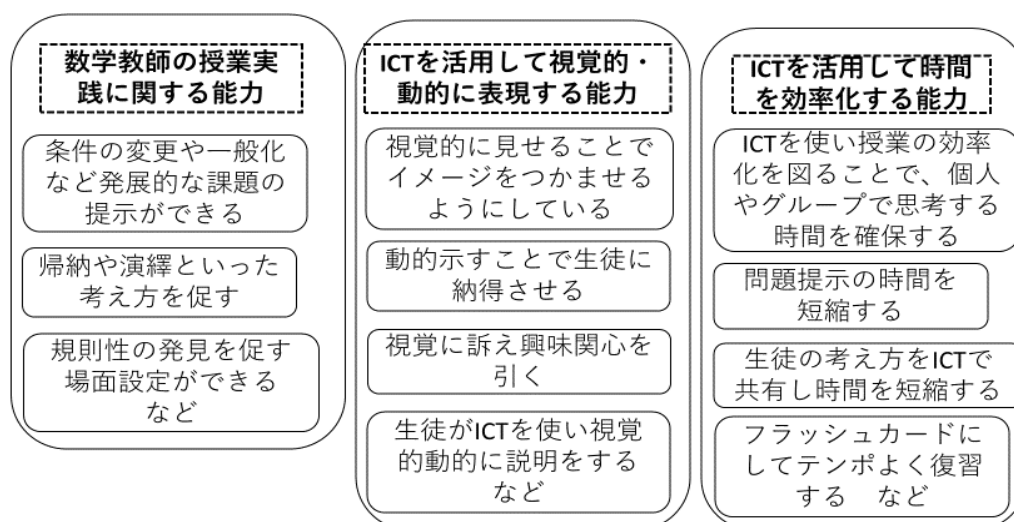 数学教師の授業実
践に関する能力
条件の変更や一般化
など発展的な課題の
提示ができる
帰納や演繹といった
考え方を促す
規則性の発見を促す
場面設定ができる
など
ICTを活用して視覚的・
動的に表現する能力
視覚的に見せることで
イメージをつかませる
ようにしている
動的示すことで生徒に
納得させる
視覚に訴え興味関心を
引く
生徒がICTを使い視覚
的動的に説明をする
など
ICTを活用して時間
を効率化する能力
ICTを使い授業の効率
化を図ることで、個人
やグループで思考する
時間を確保する
問題提示の時間を
短縮する
生徒の考え方をICTで
共有し時間を短縮する
フラッシュカードに
してテンポよく復習
する　など